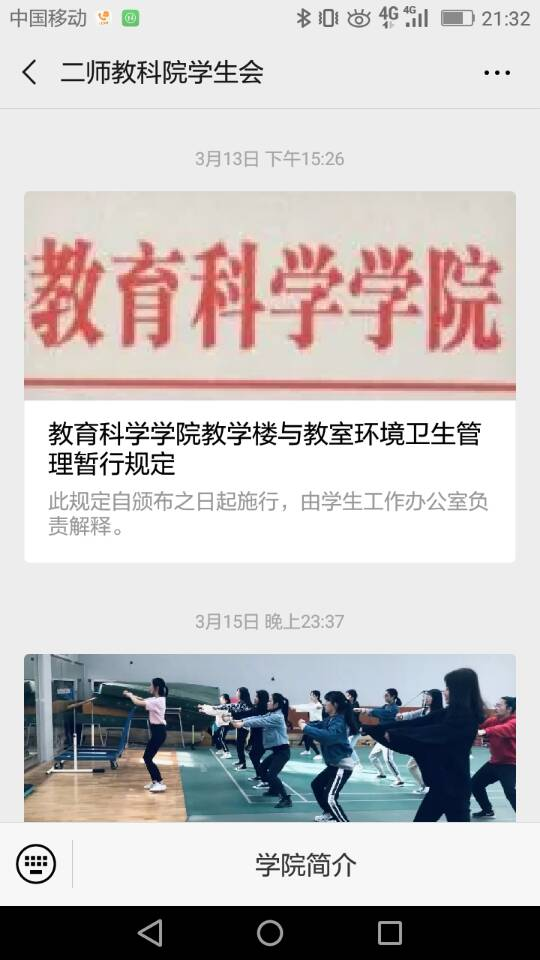 中国移动 4G 4G 21:32
二师教科院学生会
3月13日 下午15:26
教育科学学院
教育科学学院教学楼与教室环境卫生管
理暂行规定
此规定自颁布之日起施行，由学生工作办公室负
责解释。
3月15日 晚上23:37
学院简介